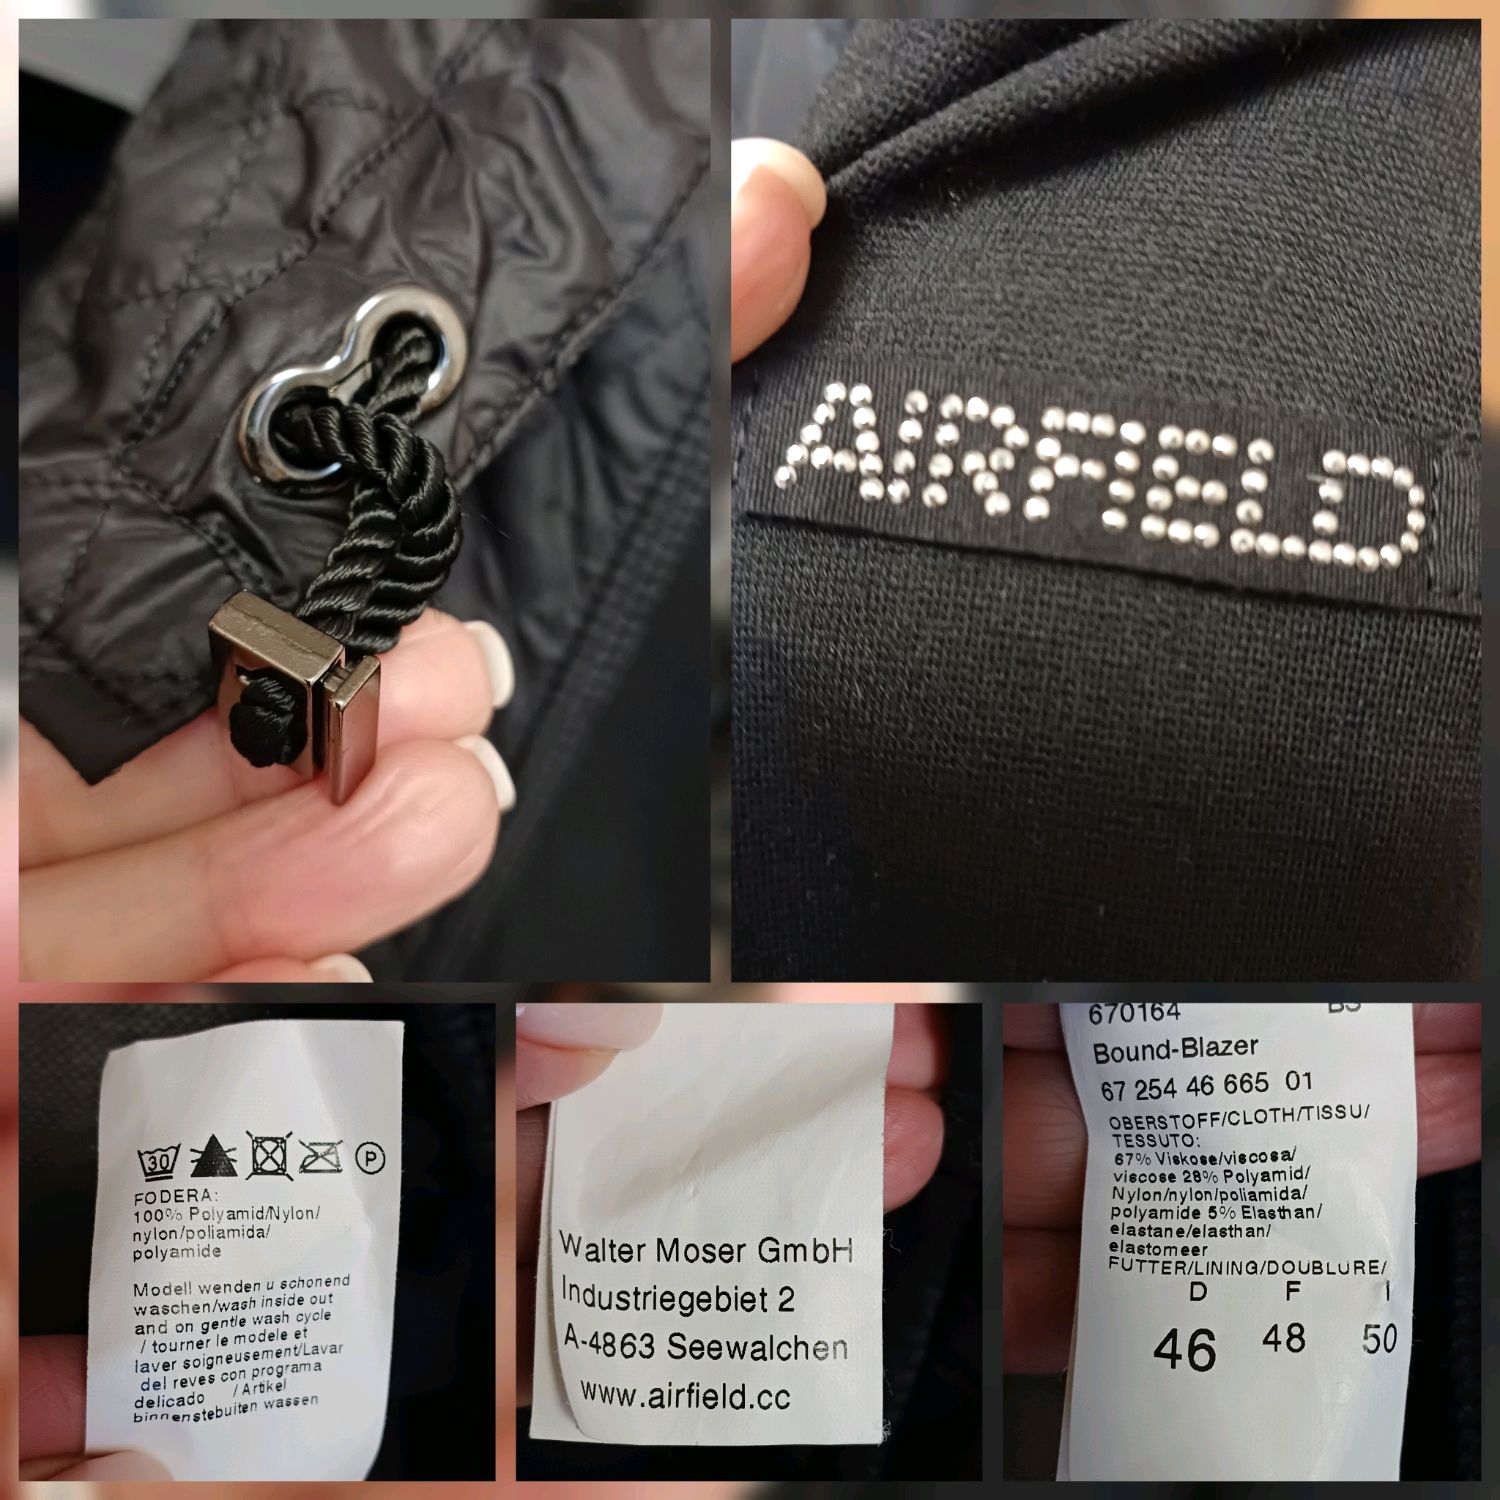 AIRFIELD
30
P
FODERA:
100% Polyamid/Nylon/
nylon/poliamida/
polyamide
Modell wenden u schonend
waschen/wash inside out
and on gentle wash cycle
/ tourner le modele et
laver soigneusement/Lavar
del reves con programa
delicado /Artikel
binnenstebuiten wassen
Walter Moser GmbH
Industriegebiet 2
A-4863 Seewalchen
www.airfield.cc
670164
Bound-Blazer
67 254 46 665 01
OBERSTOFF/CLOTH/TISSU/
TESSUTO:
67% Viskose/viscosa/
viscose 28% Polyamid/
Nylon/nylon/poliamida/
polyamide 5% Elasthan/
elastane/elasthan/
elastomeer
FUTTER/LINING/DOUBLURE/
D F I
46 48 50